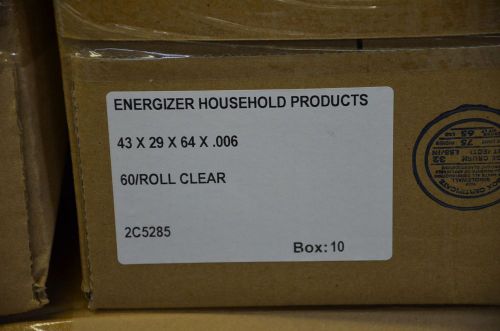 ENERGIZER HOUSEHOLD PRODUCTS
43 X 29 X 64 X .006
60/ROLL CLEAR
2C5285
Box: 10